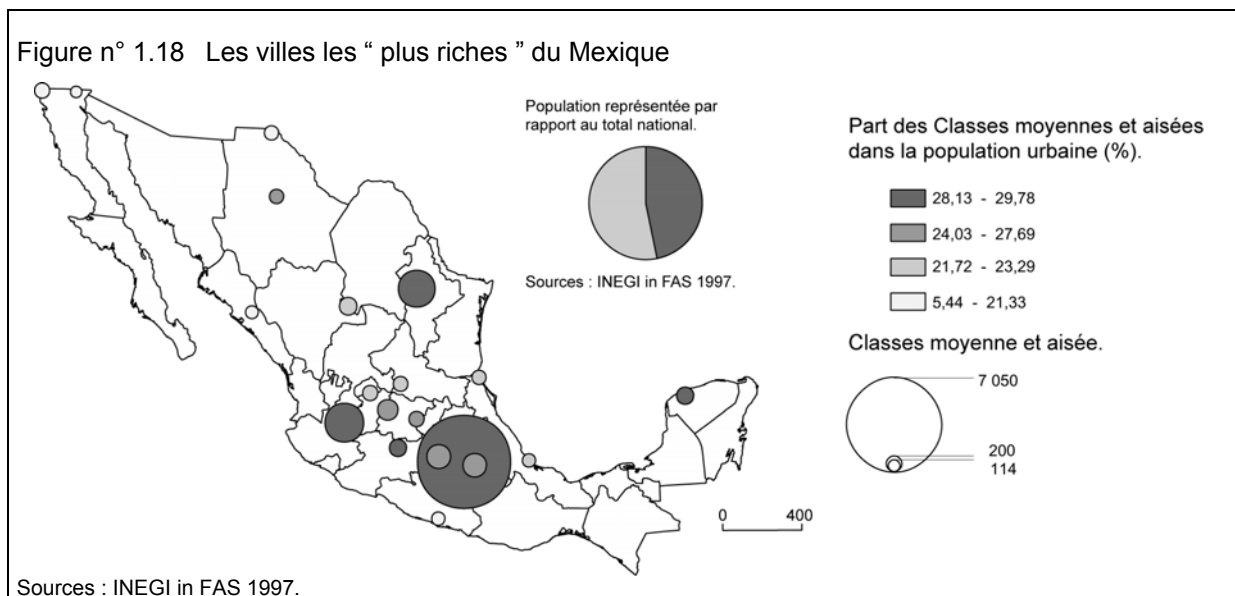 Figure n° 1.18 Les villes les “ plus riches ” du Mexique
Population représentée par
rapport au total national.
Sources : INEGI in FAS 1997.
Part des Classes moyennes et aisées
dans la population urbaine (%).
28,13 - 29,78
24,03 - 27,69
21,72 - 23,29
5,44 - 21,33
Classes moyenne et aisée.
7 050
200
114
0 400
Sources : INEGI in FAS 1997.